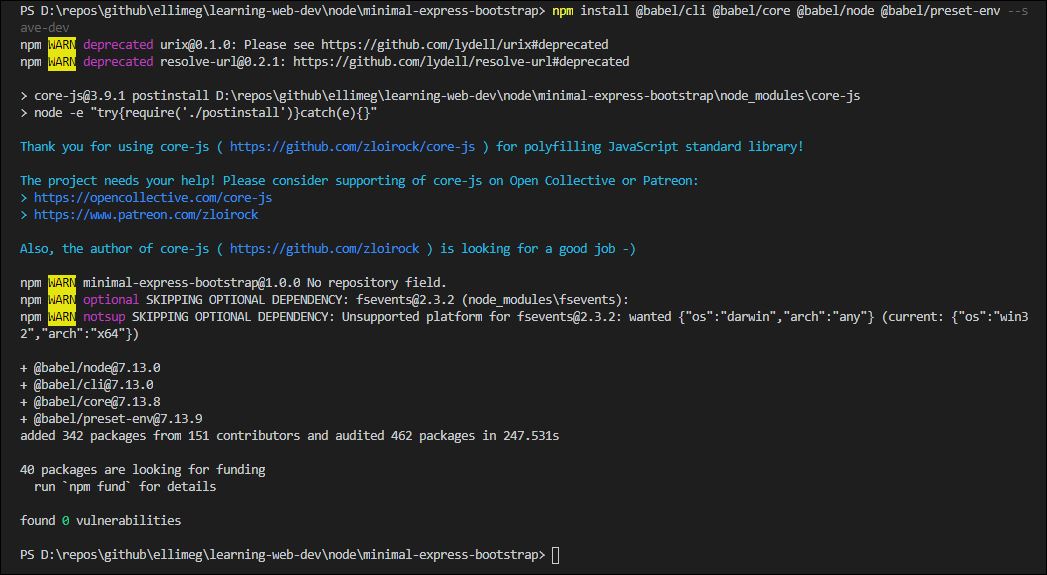 PS D:\repos\github\ellimeg\learning-web-dev\node\minimal-express-bootstrap> npm install @babel/cli @babel/core @babel/node @babel/preset-env --s
ave-dev
npm WARN deprecated urix@0.1.0: Please see https://github.com/lydell/urix#deprecated
npm WARN deprecated resolve-url@0.2.1: https://github.com/lydell/resolve-url#deprecated
> core-js@3.9.1 postinstall D:\repos\github\ellimeg\learning-web-dev\node\minimal-express-bootstrap\node_modules\core-js
> node -e "try{require('./postinstall')}catch(e){}"
Thank you for using core-js ( https://github.com/zloirock/core-js ) for polyfilling JavaScript standard library!
The project needs your help! Please consider supporting of core-js on Open Collective or Patreon:
> https://opencollective.com/core-js
> https://www.patreon.com/zloirock
Also, the author of core-js ( https://github.com/zloirock ) is looking for a good job -)
npm WARN minimal-express-bootstrap@1.0.0 No repository field.
npm WARN optional SKIPPING OPTIONAL DEPENDENCY: fsevents@2.3.2 (node_modules\fsevents):
npm WARN notsup SKIPPING OPTIONAL DEPENDENCY: Unsupported platform for fsevents@2.3.2: wanted {"os":"darwin","arch":"any"} (current: {"os":"win3
2","arch":"x64"})
+ @babel/node@7.13.0
+ @babel/cli@7.13.0
+ @babel/core@7.13.8
+ @babel/preset-env@7.13.9
added 342 packages from 151 contributors and audited 462 packages in 247.531s
40 packages are looking for funding
run `npm fund` for details
found 0 vulnerabilities
PS D:\repos\github\ellimeg\learning-web-dev\node\minimal-express-bootstrap>